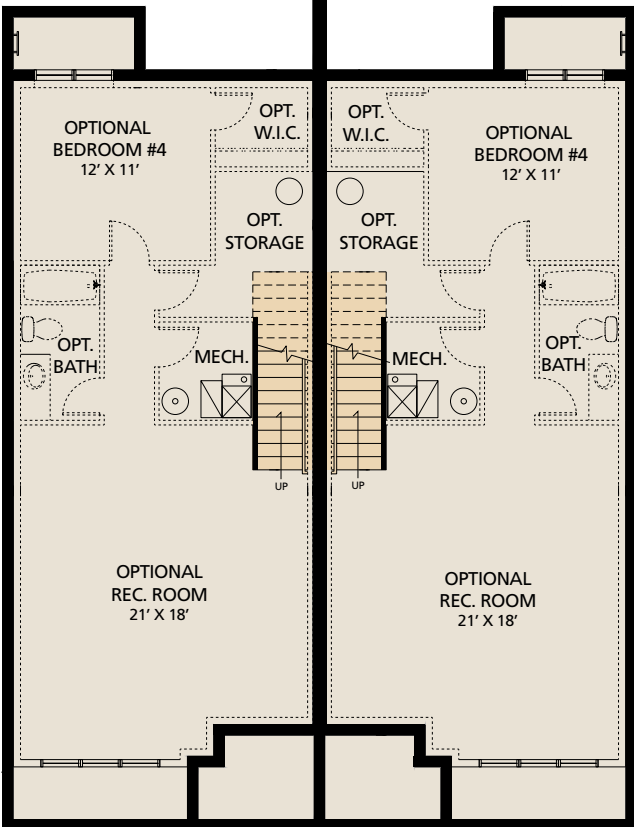 OPTIONAL
BEDROOM #4
12' X 11'
OPT.
W.I.C.
OPT.
W.I.C.
OPTIONAL
BEDROOM #4
12' X 11'
OPT.
STORAGE
OPT.
STORAGE
OPT.
BATH
MECH.
MECH.
OPT.
BATH
UP
UP
OPTIONAL
REC. ROOM
21' X 18'
OPTIONAL
REC. ROOM
21' X 18'